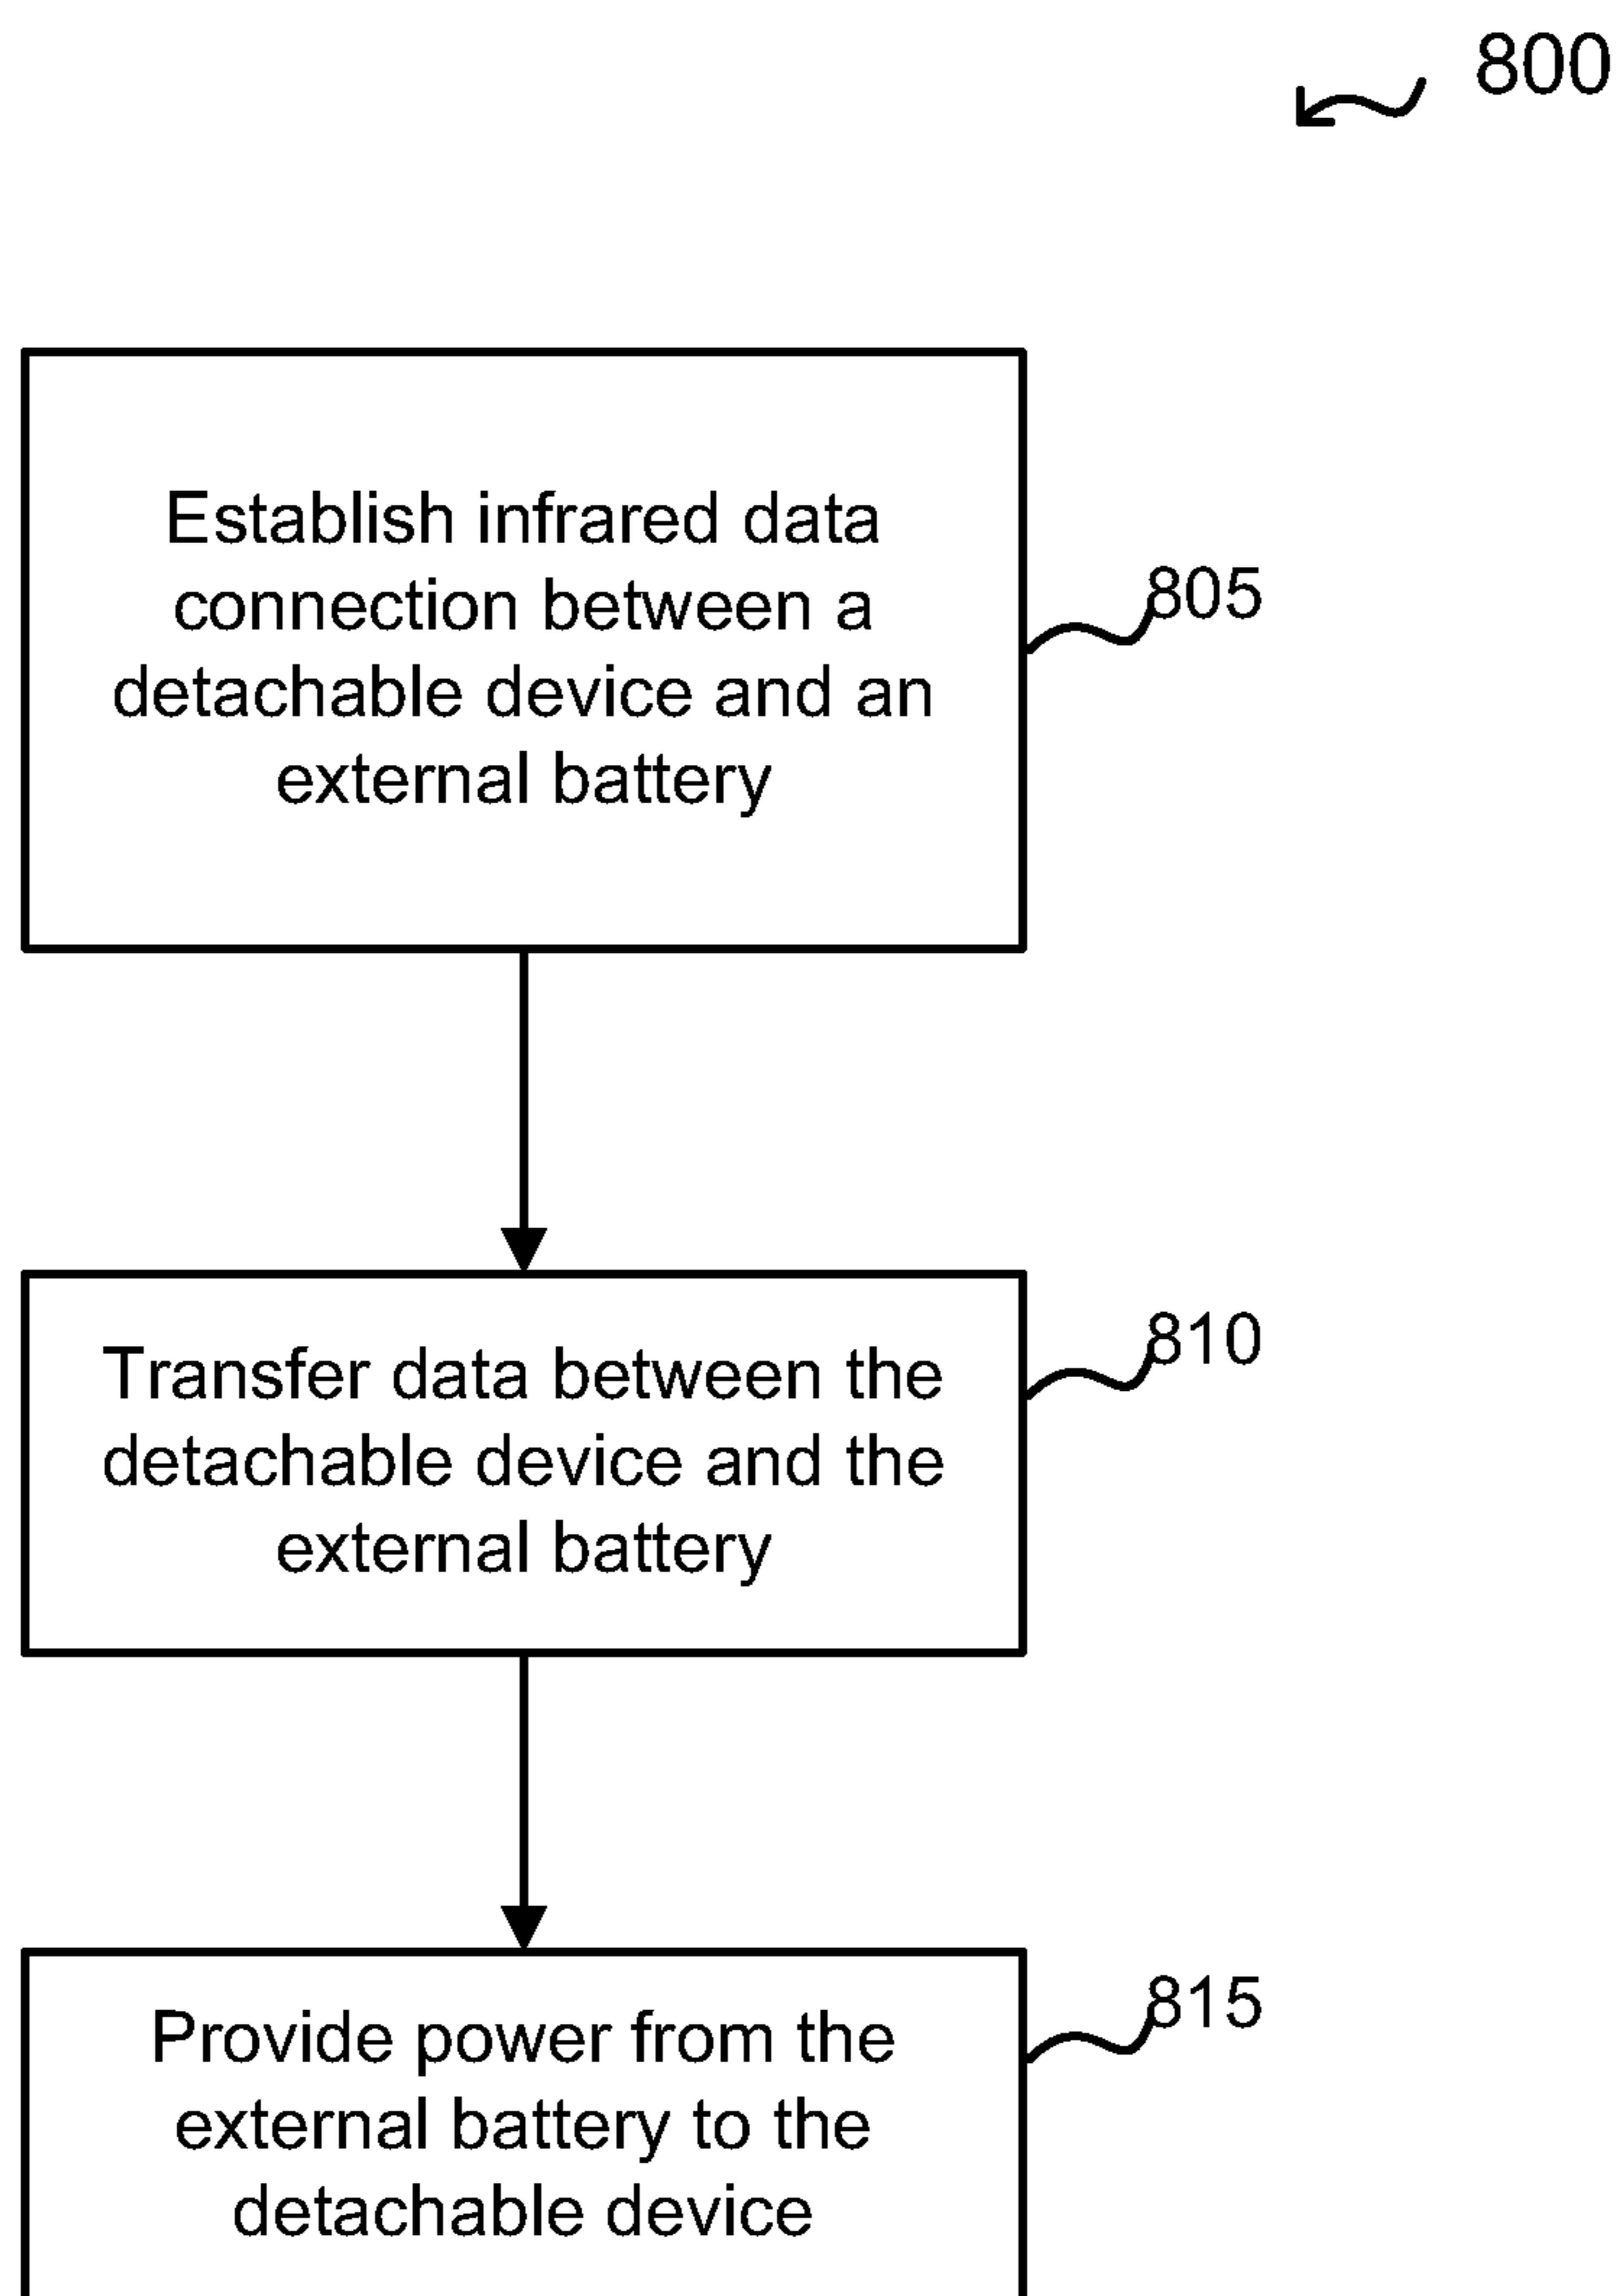 800
Establish infrared data
connection between a
detachable device and an
external battery
805
Transfer data between the
detachable device and the
external battery
810
Provide power from the
external battery to the
detachable device
815